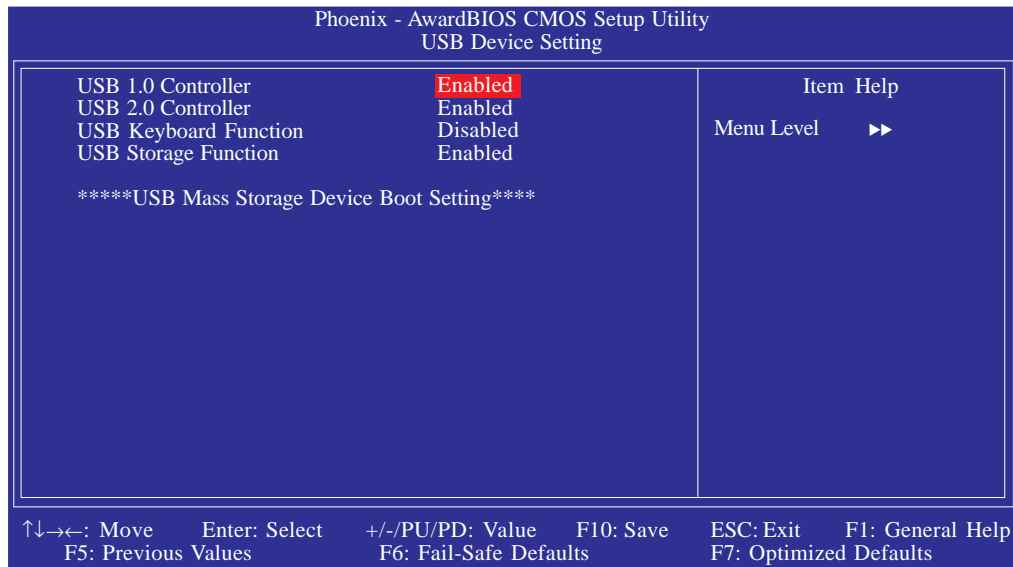 Phoenix - AwardBIOS CMOS Setup Utility
USB Device Setting
USB 1.0 Controller Enabled
USB 2.0 Controller Enabled
USB Keyboard Function Disabled
USB Storage Function Enabled
*****USB Mass Storage Device Boot Setting****
Item Help
Menu Level ►►
↑↓→←: Move Enter: Select +/-/PU/PD: Value F10: Save ESC: Exit F1: General Help
F5: Previous Values F6: Fail-Safe Defaults F7: Optimized Defaults